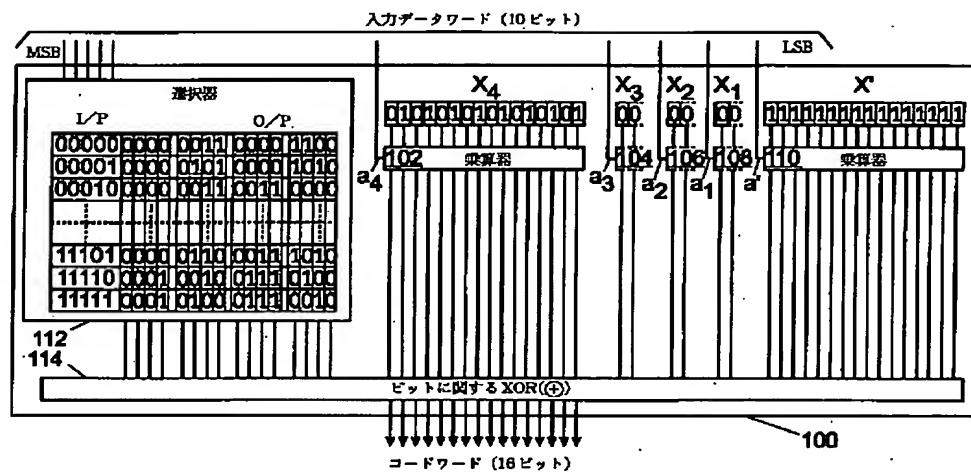 入力データワード (10ビット)
MSB
LSB
選択器
I/P
O/P
00000 0000 0011 0000 1100
00001 0000 0101 0000 1010
00010 0000 0011 0011 0000
11101 0000 0110 0011 1010
11110 0001 0010 0111 0100
11111 0001 0100 0111 0010
X4
0101010101010101
a4
102
乗算器
X3
00
a3
104
X2
00
a2
106
X1
00
a1
108
X'
1111111111111111
a'
110
乗算器
112
114
ビットに関するXOR(⊕)
100
コードワード (16ビット)